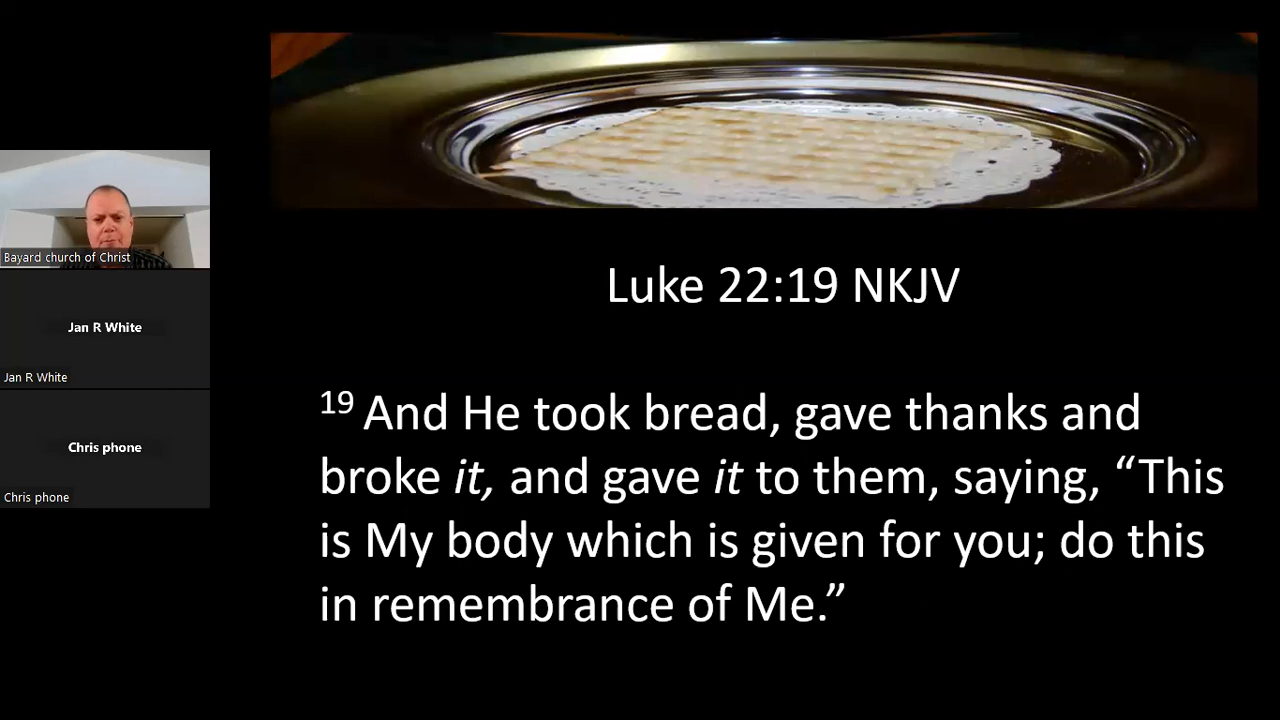 Bayard church of Christ
Jan R White
Jan R White
Chris phone
Chris phone
Luke 22:19 NKJV
19 And He took bread, gave thanks and
broke it, and gave it to them, saying, “This
is My body which is given for you; do this
in remembrance of Me.”